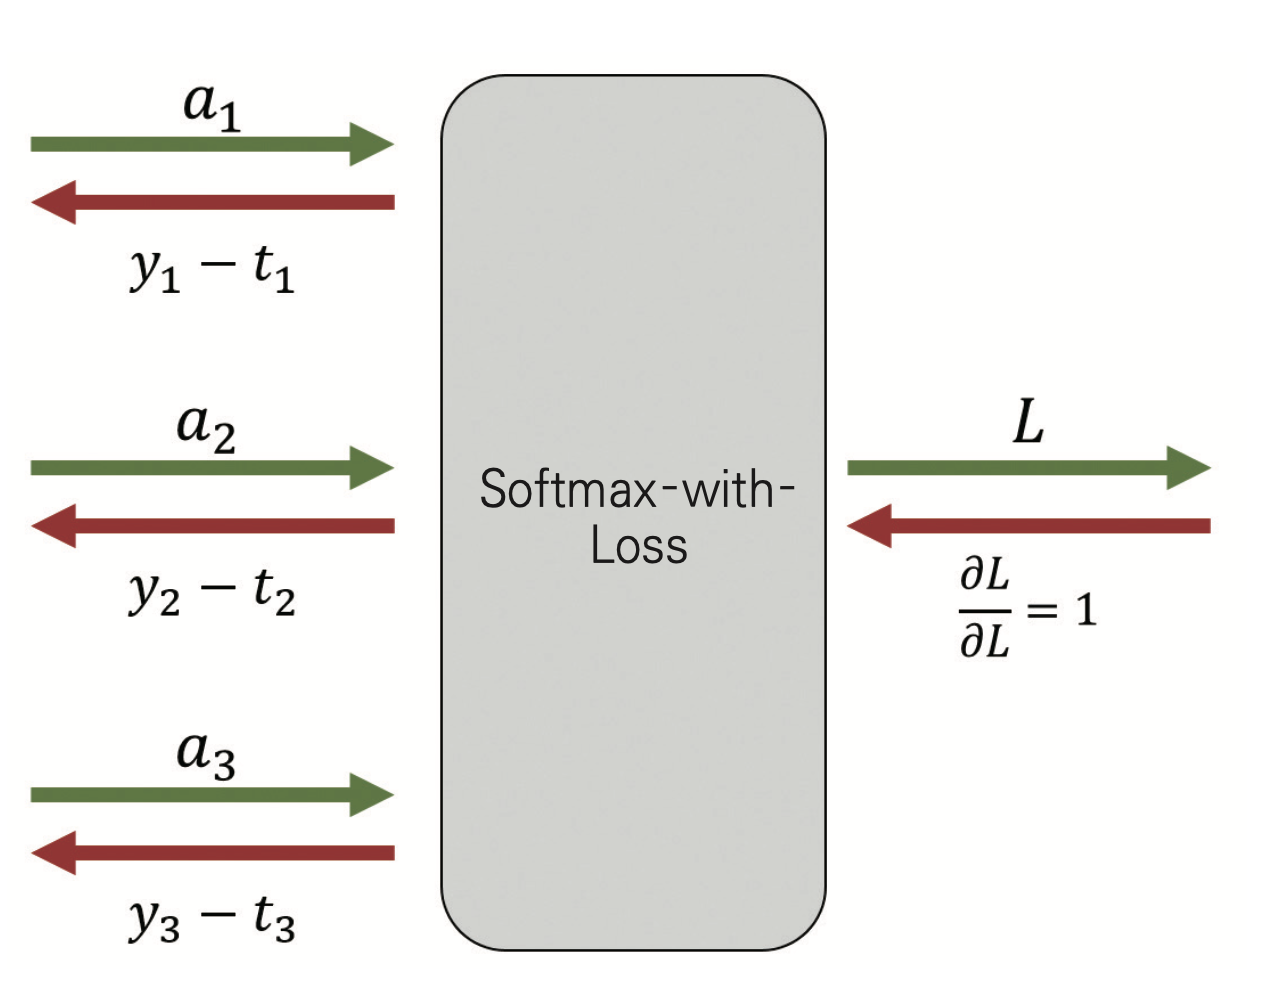 a₁
y₁ − t₁
a₂
y₂ − t₂
a₃
y₃ − t₃
Softmax-with-
Loss
L
∂L/∂L = 1